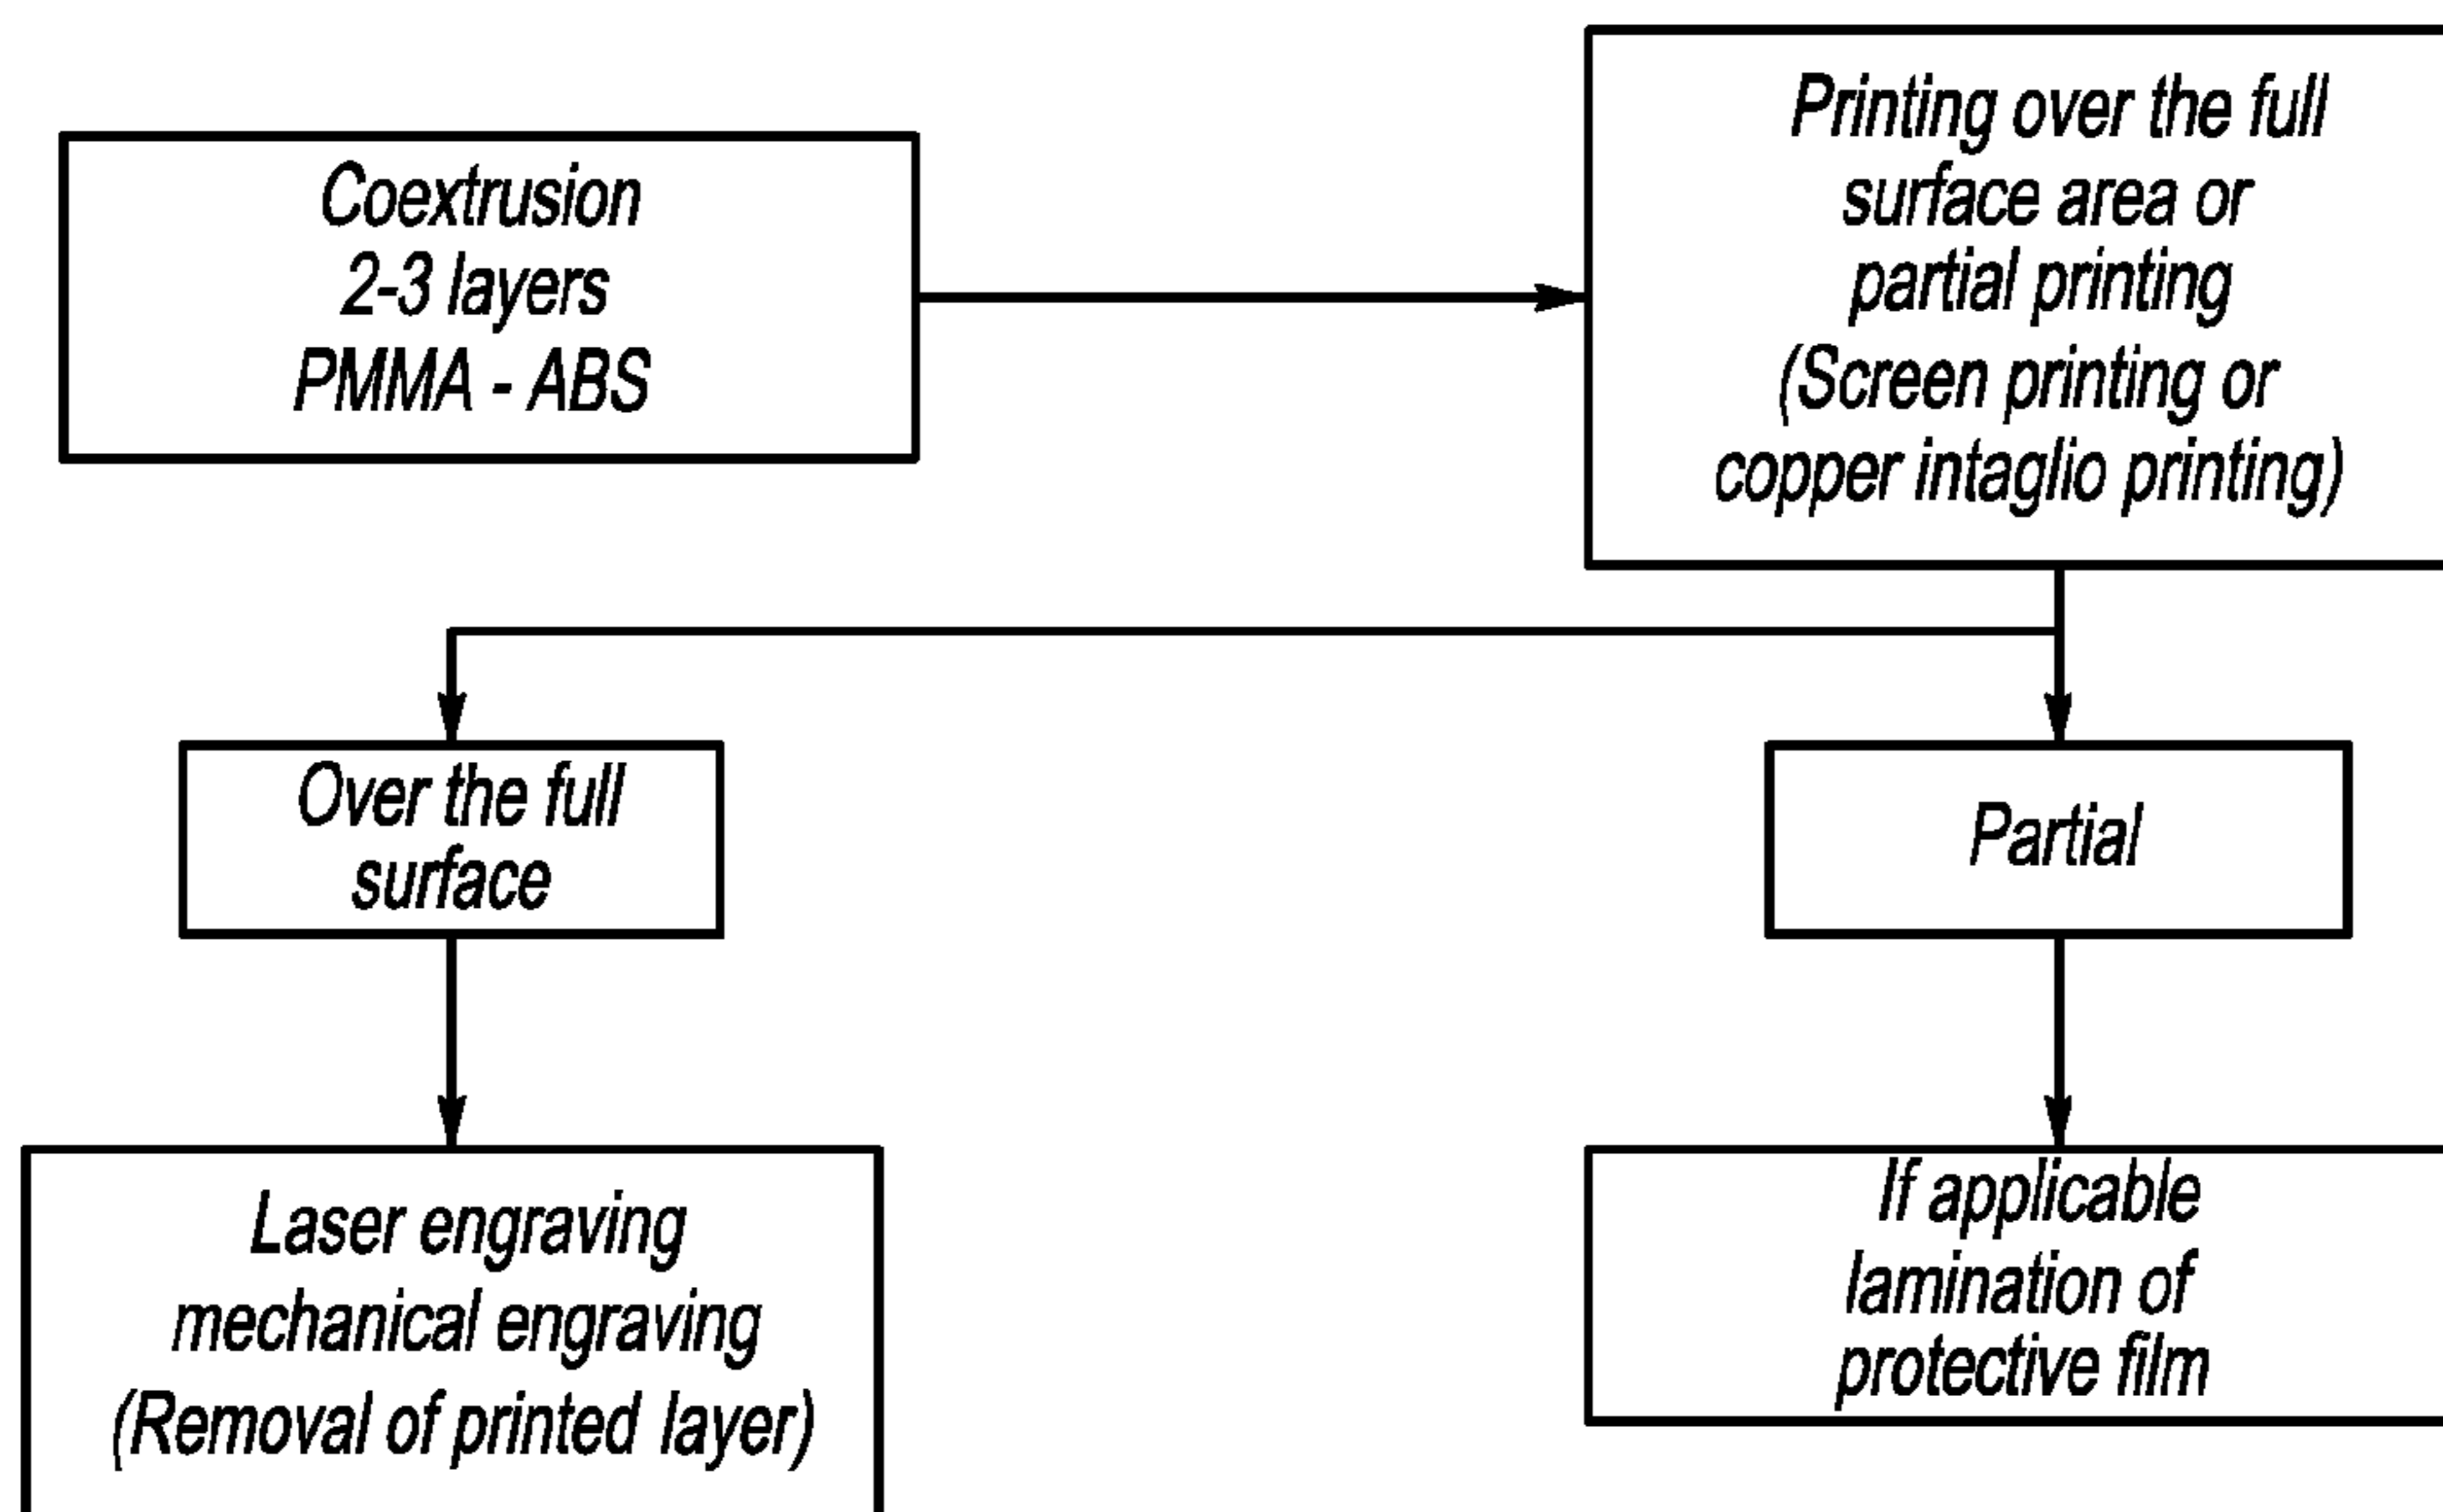 Coextrusion
2-3 layers
PMMA - ABS
Printing over the full
surface area or
partial printing
(Screen printing or
copper intaglio printing)
Over the full
surface
Partial
Laser engraving
mechanical engraving
(Removal of printed layer)
If applicable
lamination of
protective film